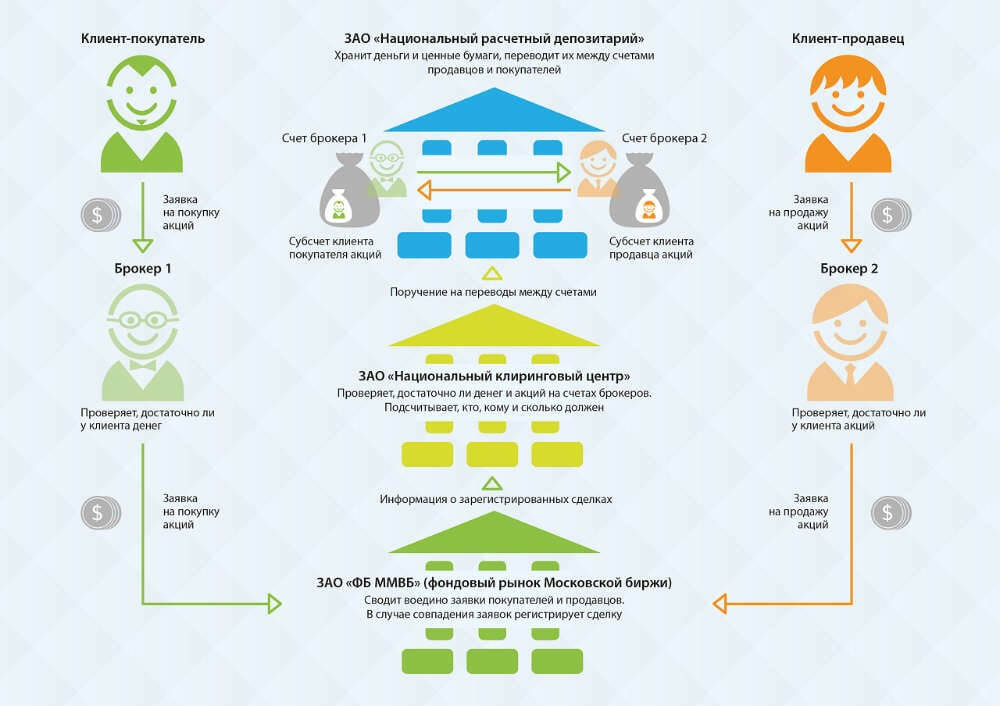 Клиент-покупатель
Заявка
на покупку
акций
$
Брокер 1
Проверяет, достаточно ли
у клиента денег
Заявка
на покупку
акций
$
ЗАО «Национальный расчетный депозитарий»
Хранит деньги и ценные бумаги, переводит их между счетами
продавцов и покупателей
Счет брокера 1
Счет брокера 2
Субсчет клиента
покупателя акций
Субсчет клиента
продавца акций
Поручение на переводы между счетами
ЗАО «Национальный клиринговый центр»
Проверяет, достаточно ли денег и акций на счетах брокеров.
Подсчитывает, кто, кому и сколько должен
Информация о зарегистрированных сделках
ЗАО «ФБ ММВБ» (фондовый рынок Московской биржи)
Сводит воедино заявки покупателей и продавцов.
В случае совпадения заявок регистрирует сделку
Клиент-продавец
Заявка
на продажу
акций
$
Брокер 2
Проверяет, достаточно ли
у клиента акций
Заявка
на продажу
акций
$